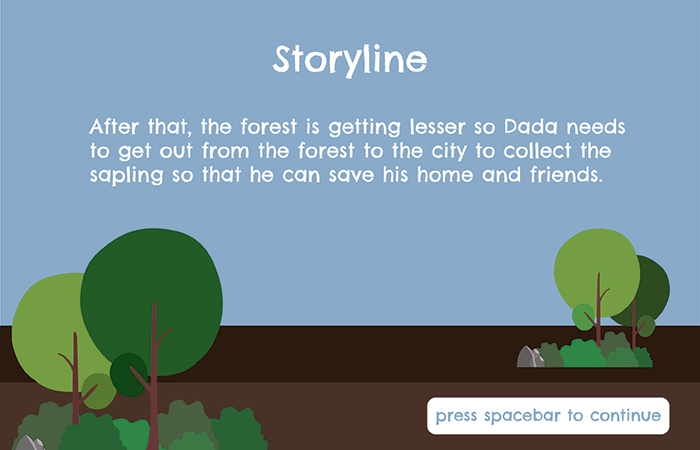 Storyline
After that, the forest is getting lesser so Dada needs
to get out from the forest to the city to collect the
sapling so that he can save his home and friends.
press spacebar to continue